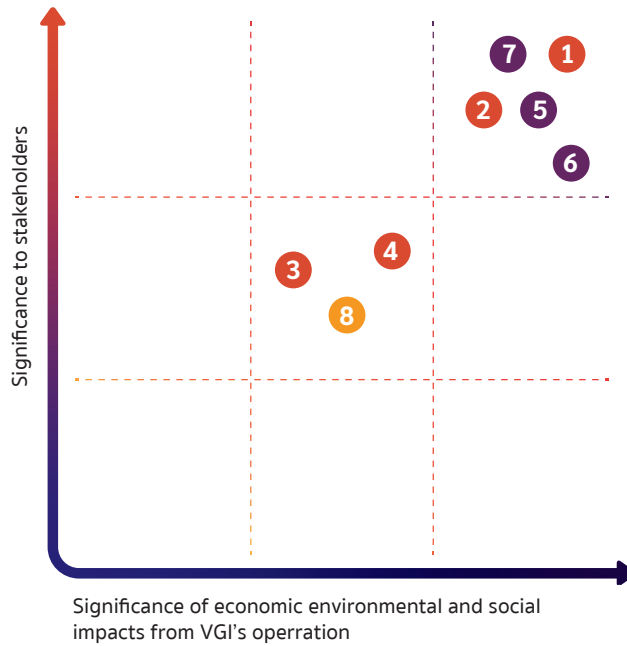 Significance to stakeholders
7 1
2 5
6
4
3
8
Significance of economic environmental and social
impacts from VGI's operration